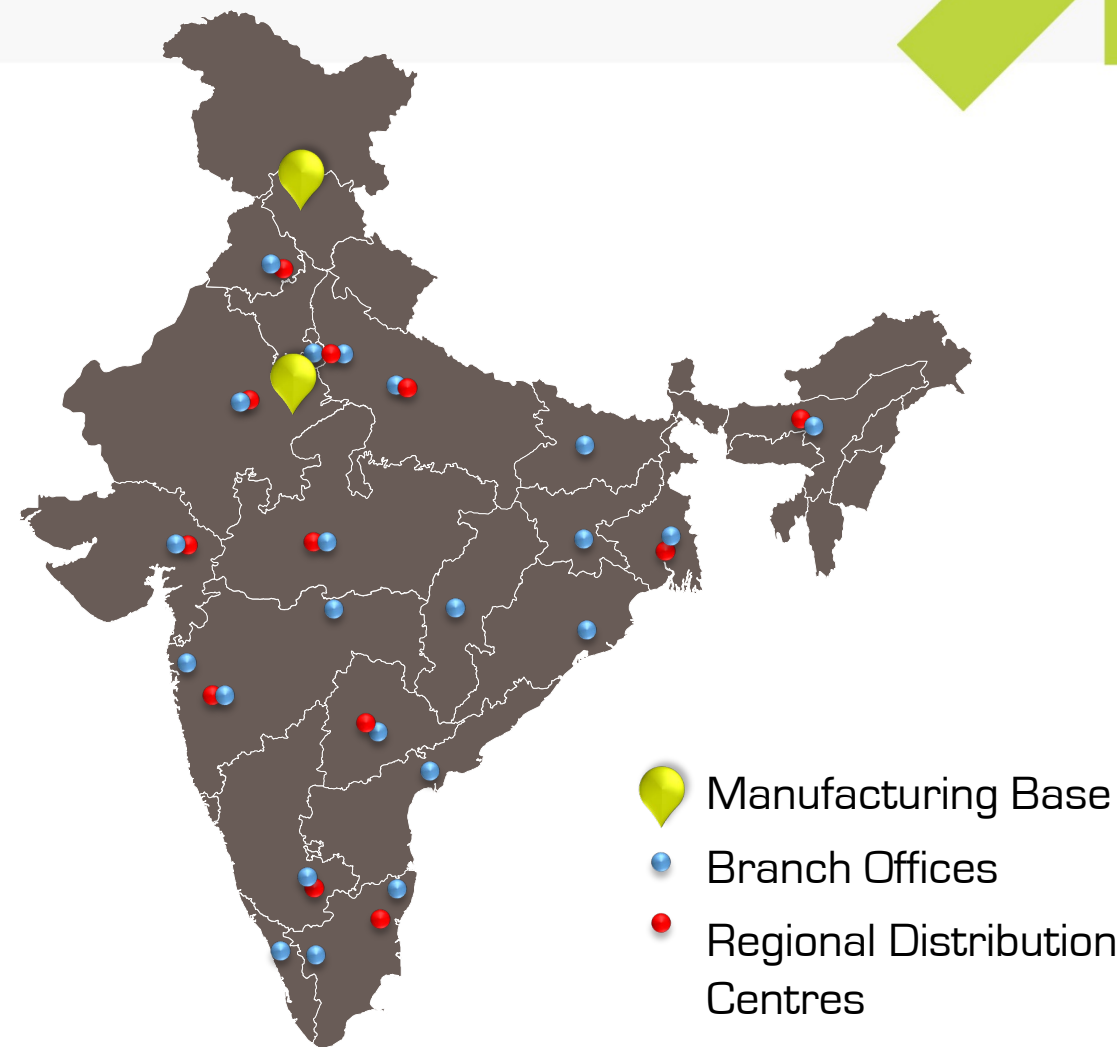 Manufacturing Base
Branch Offices
Regional Distribution
Centres